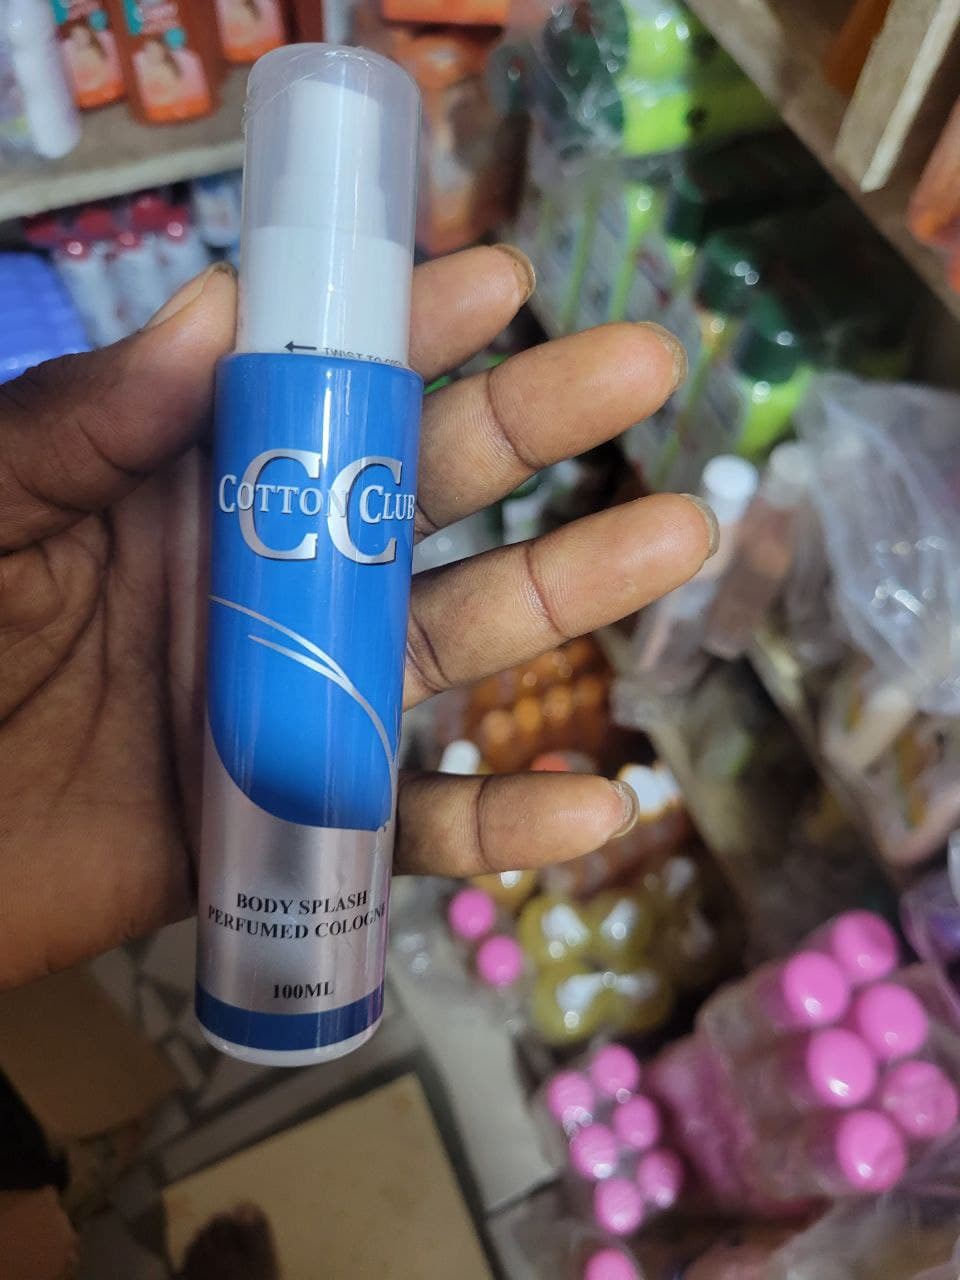 ← TWIST TO OPEN
CC
COTTON CLUB
BODY SPLASH
PERFUMED COLOGNE
100ML